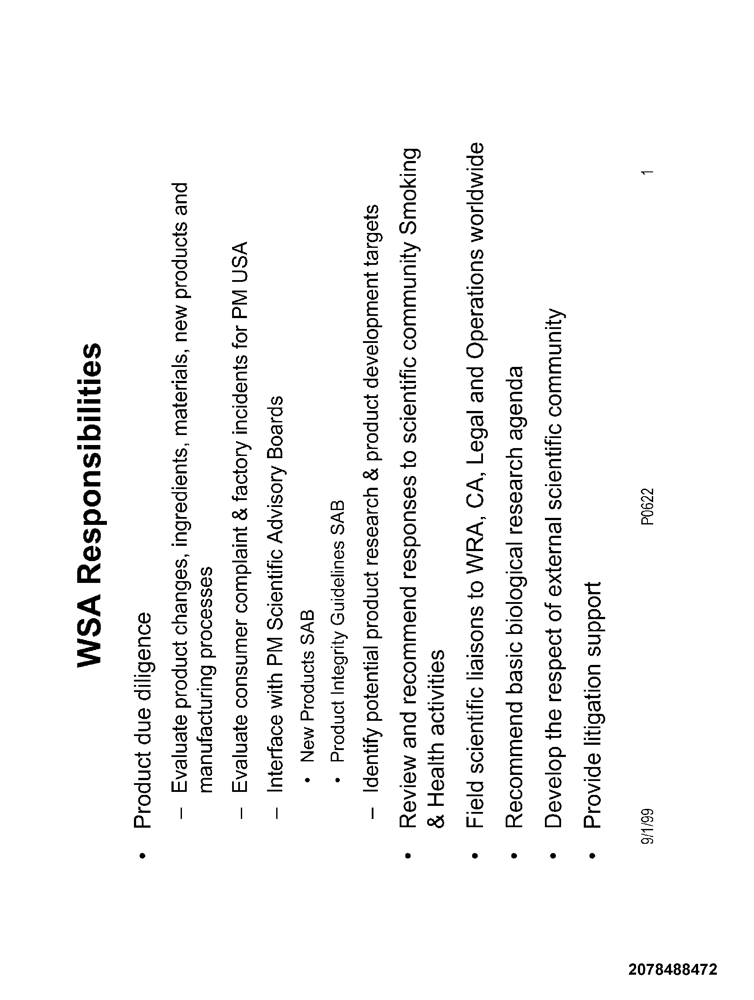 WSA Responsibilities
• Product due diligence
– Evaluate product changes, ingredients, materials, new products and
manufacturing processes
– Evaluate consumer complaint & factory incidents for PM USA
– Interface with PM Scientific Advisory Boards
• New Products SAB
• Product Integrity Guidelines SAB
– Identify potential product research & product development targets
• Review and recommend responses to scientific community Smoking
& Health activities
• Field scientific liaisons to WRA, CA, Legal and Operations worldwide
• Recommend basic biological research agenda
• Develop the respect of external scientific community
• Provide litigation support
9/1/99 P0622 1
2078488472